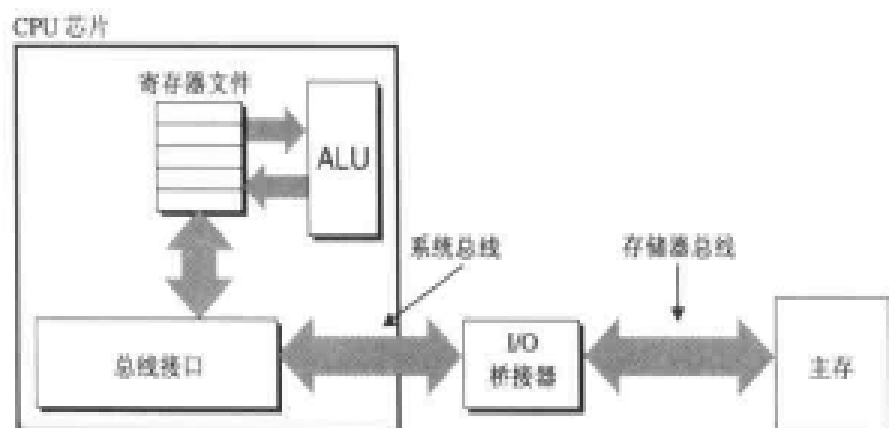 CPU 芯片
寄存器文件
ALU
系统总线
存储器总线
总线接口
I/O
桥接器
主存